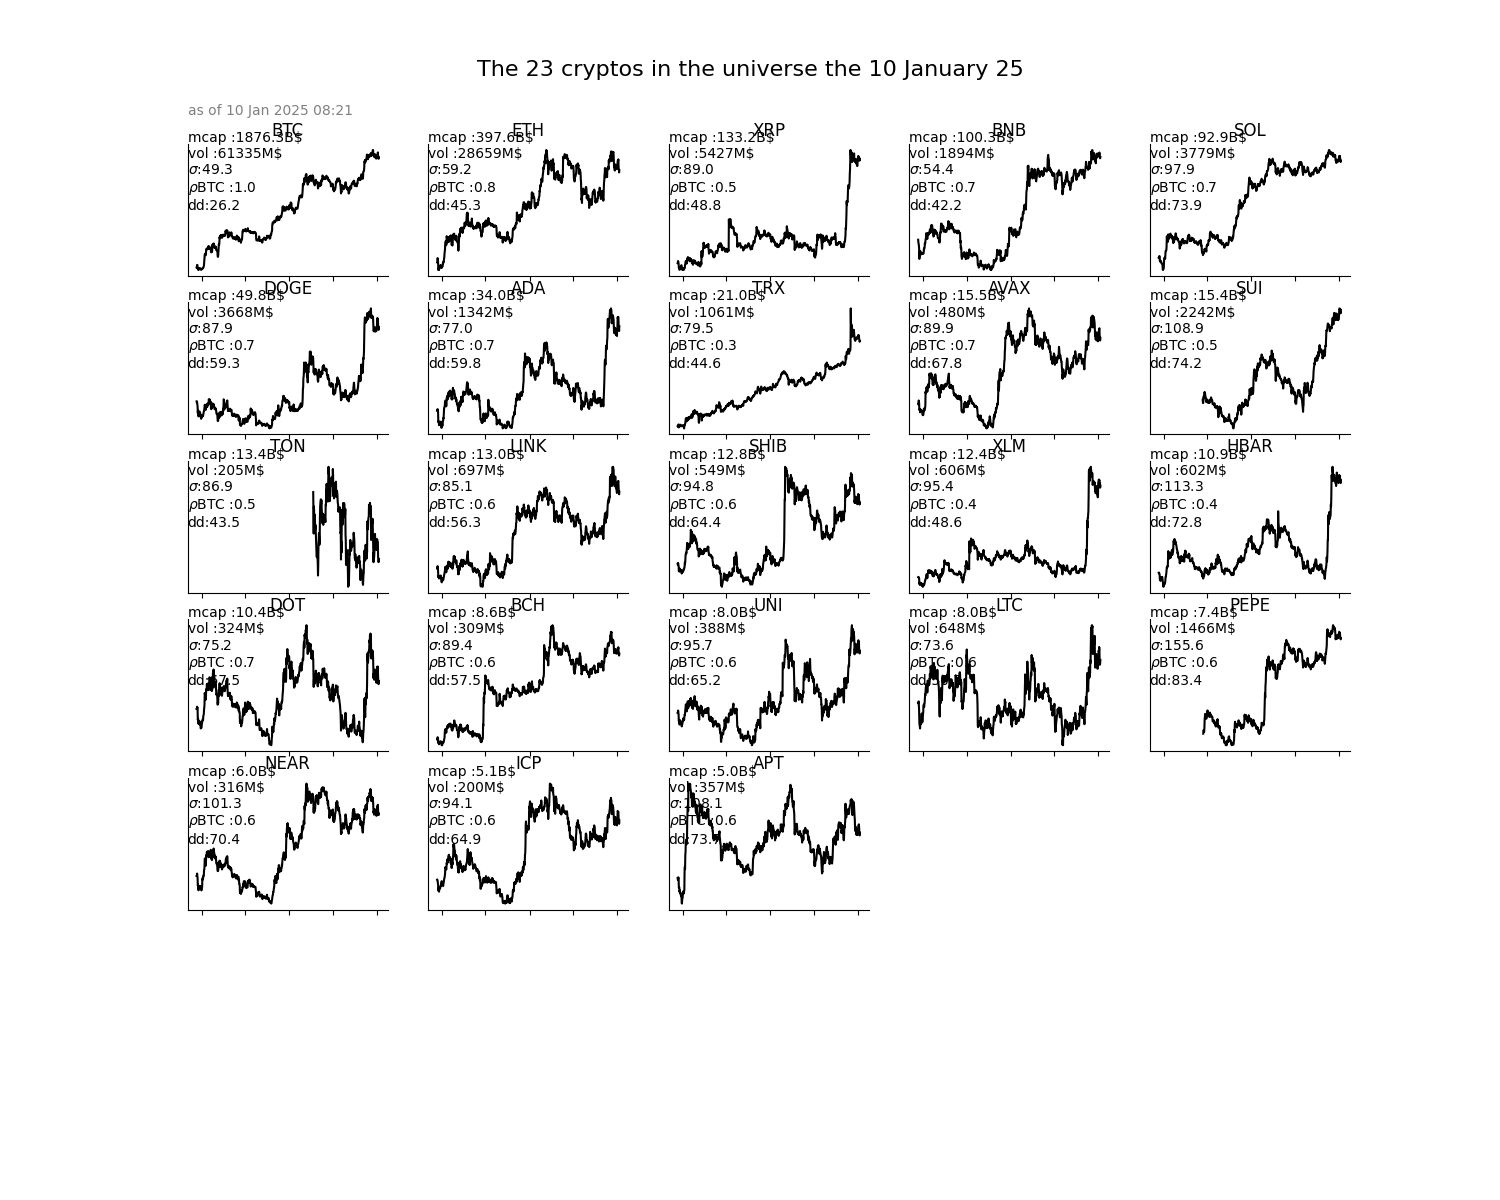 The 23 cryptos in the universe the 10 January 25
as of 10 Jan 2025 08:21
BTC
mcap :1876.3B$
vol :61335M$
σ:49.3
ρBTC :1.0
dd:26.2
ETH
mcap :397.6B$
vol :28659M$
σ:59.2
ρBTC :0.8
dd:45.3
XRP
mcap :133.2B$
vol :5427M$
σ:89.0
ρBTC :0.5
dd:48.8
BNB
mcap :100.3B$
vol :1894M$
σ:54.4
ρBTC :0.7
dd:42.2
SOL
mcap :92.9B$
vol :3779M$
σ:97.9
ρBTC :0.7
dd:73.9
DOGE
mcap :49.8B$
vol :3668M$
σ:87.9
ρBTC :0.7
dd:59.3
ADA
mcap :34.0B$
vol :1342M$
σ:77.0
ρBTC :0.7
dd:59.8
TRX
mcap :21.0B$
vol :1061M$
σ:79.5
ρBTC :0.3
dd:44.6
AVAX
mcap :15.5B$
vol :480M$
σ:89.9
ρBTC :0.7
dd:67.8
SUI
mcap :15.4B$
vol :2242M$
σ:108.9
ρBTC :0.5
dd:74.2
TON
mcap :13.4B$
vol :205M$
σ:86.9
ρBTC :0.5
dd:43.5
LINK
mcap :13.0B$
vol :697M$
σ:85.1
ρBTC :0.6
dd:56.3
SHIB
mcap :12.8B$
vol :549M$
σ:94.8
ρBTC :0.6
dd:64.4
XLM
mcap :12.4B$
vol :606M$
σ:95.4
ρBTC :0.4
dd:48.6
HBAR
mcap :10.9B$
vol :602M$
σ:113.3
ρBTC :0.4
dd:72.8
DOT
mcap :10.4B$
vol :324M$
σ:75.2
ρBTC :0.7
BCH
mcap :8.6B$
vol :309M$
σ:89.4
ρBTC :0.6
dd:57.5
UNI
mcap :8.0B$
vol :388M$
σ:95.7
ρBTC :0.6
dd:65.2
LTC
mcap :8.0B$
vol :648M$
σ:73.6
ρBTC :0.6
PEPE
mcap :7.4B$
vol :1466M$
σ:155.6
ρBTC :0.6
dd:83.4
NEAR
mcap :6.0B$
vol :316M$
σ:101.3
ρBTC :0.6
dd:70.4
ICP
mcap :5.1B$
vol :200M$
σ:94.1
ρBTC :0.6
dd:64.9
APT
mcap :5.0B$
vol :357M$
σ:108.1
ρBTC :0.6